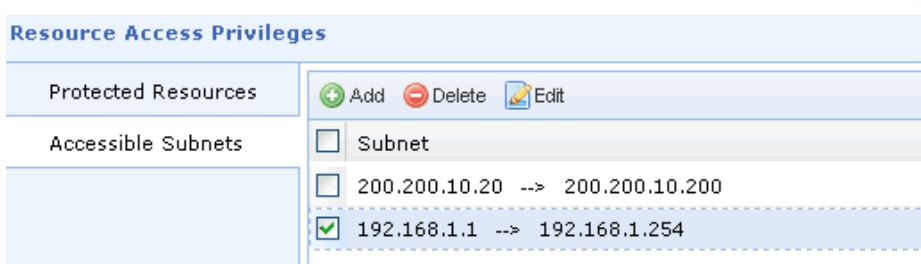 Resource Access Privileges
Protected Resources
Add Delete Edit
Accessible Subnets
Subnet
200.200.10.20 --> 200.200.10.200
192.168.1.1 --> 192.168.1.254